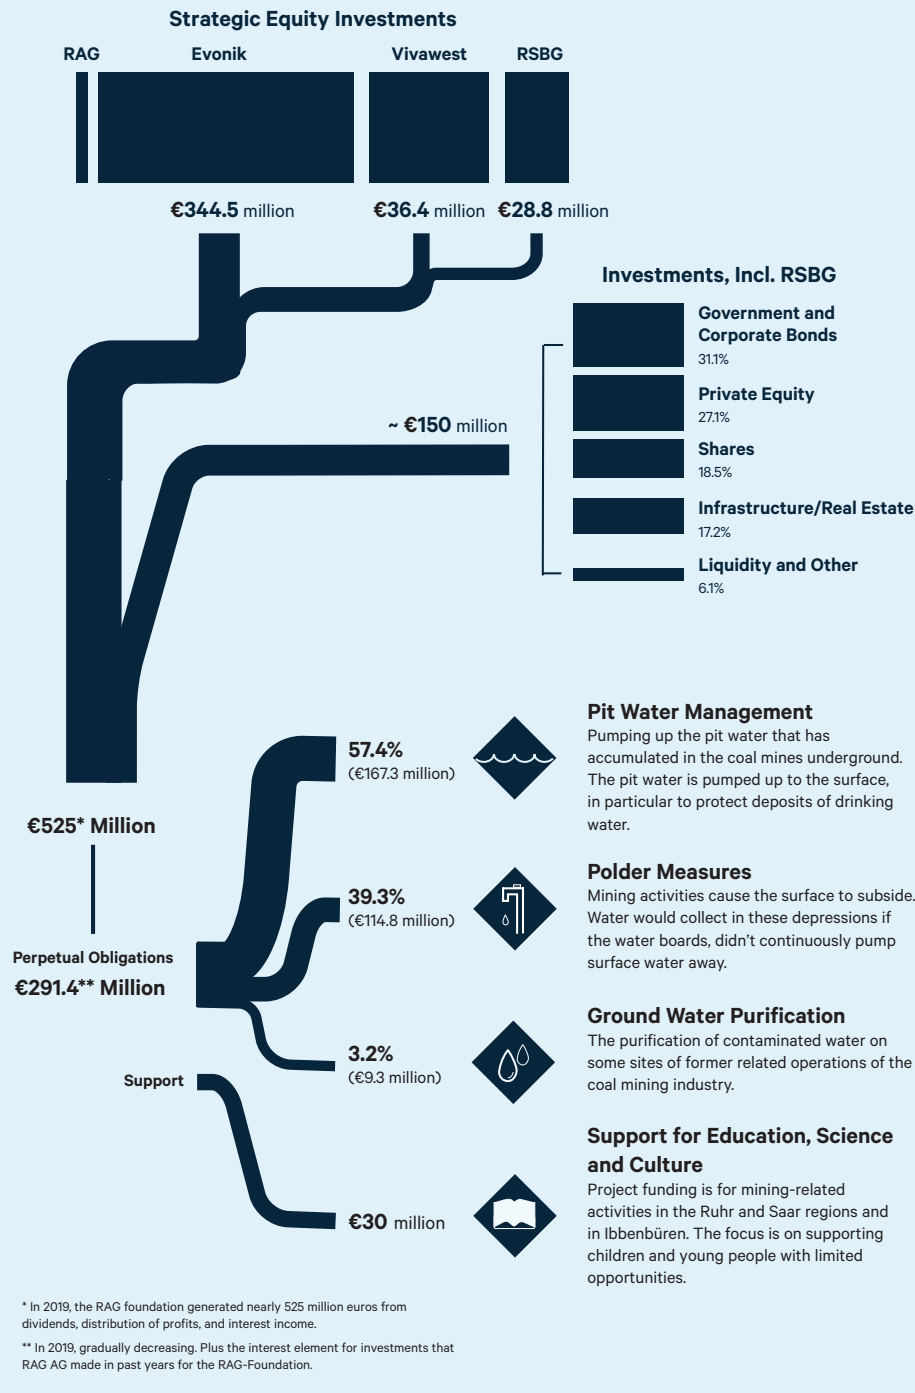 Strategic Equity Investments
RAG
Evonik
Vivawest
RSBG
€344.5 million
€36.4 million
€28.8 million
Investments, Incl. RSBG
Government and
Corporate Bonds
31.1%
Private Equity
27.1%
Shares
18.5%
Infrastructure/Real Estate
17.2%
Liquidity and Other
6.1%
~ €150 million
€525* Million
Perpetual Obligations
€291.4** Million
57.4%
(€167.3 million)
Pit Water Management
Pumping up the pit water that has
accumulated in the coal mines underground.
The pit water is pumped up to the surface,
in particular to protect deposits of drinking
water.
39.3%
(€114.8 million)
Polder Measures
Mining activities cause the surface to subside.
Water would collect in these depressions if
the water boards, didn't continuously pump
surface water away.
3.2%
(€9.3 million)
Ground Water Purification
The purification of contaminated water on
some sites of former related operations of the
coal mining industry.
Support
€30 million
Support for Education, Science
and Culture
Project funding is for mining-related
activities in the Ruhr and Saar regions and
in Ibbenbüren. The focus is on supporting
children and young people with limited
opportunities.
* In 2019, the RAG foundation generated nearly 525 million euros from
dividends, distribution of profits, and interest income.
** In 2019, gradually decreasing. Plus the interest element for investments that
RAG AG made in past years for the RAG-Foundation.